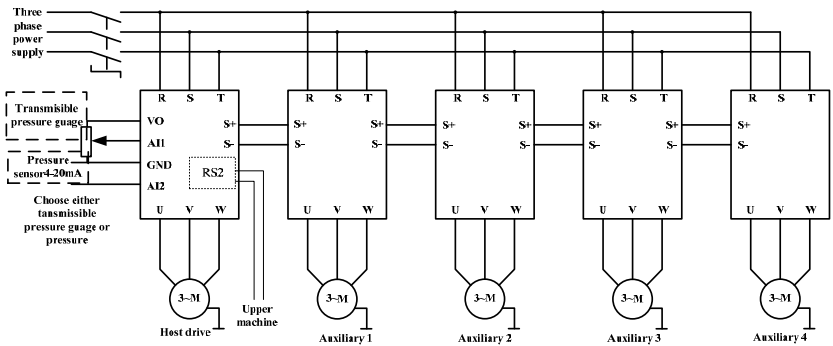 Three
phase
power
supply
R S T
R S T
R S T
R S T
R S T
Transmisible
pressure guage
VO
AI1
GND
AI2
Pressure
sensor4-20mA
Choose either
tansmissible
pressure guage or
pressure
RS2
S+
S-
S+ S+
S- S-
S+ S+
S- S-
S+ S+
S- S-
S+
S-
U V W
U V W
U V W
U V W
U V W
3~M
3~M
3~M
3~M
3~M
Host drive
Upper
machine
Auxiliary 1
Auxiliary 2
Auxiliary 3
Auxiliary 4